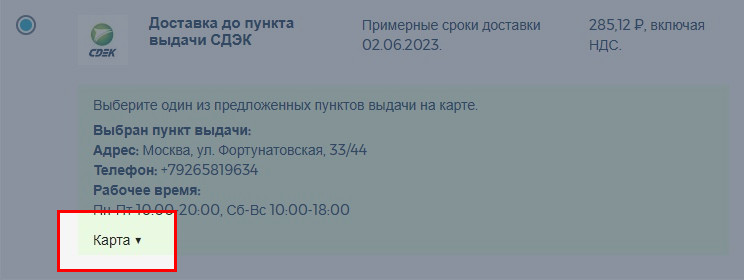 Доставка до пункта выдачи СДЭК
Примерные сроки доставки 02.06.2023.
285,12 ₽, включая НДС.
CDEK
Выберите один из предложенных пунктов выдачи на карте.
Выбран пункт выдачи:
Адрес: Москва, ул. Фортунатовская, 33/44
Телефон: +79265819634
Рабочее время:
Пн-Пт 10:00-20:00, Сб-Вс 10:00-18:00
Карта ▼